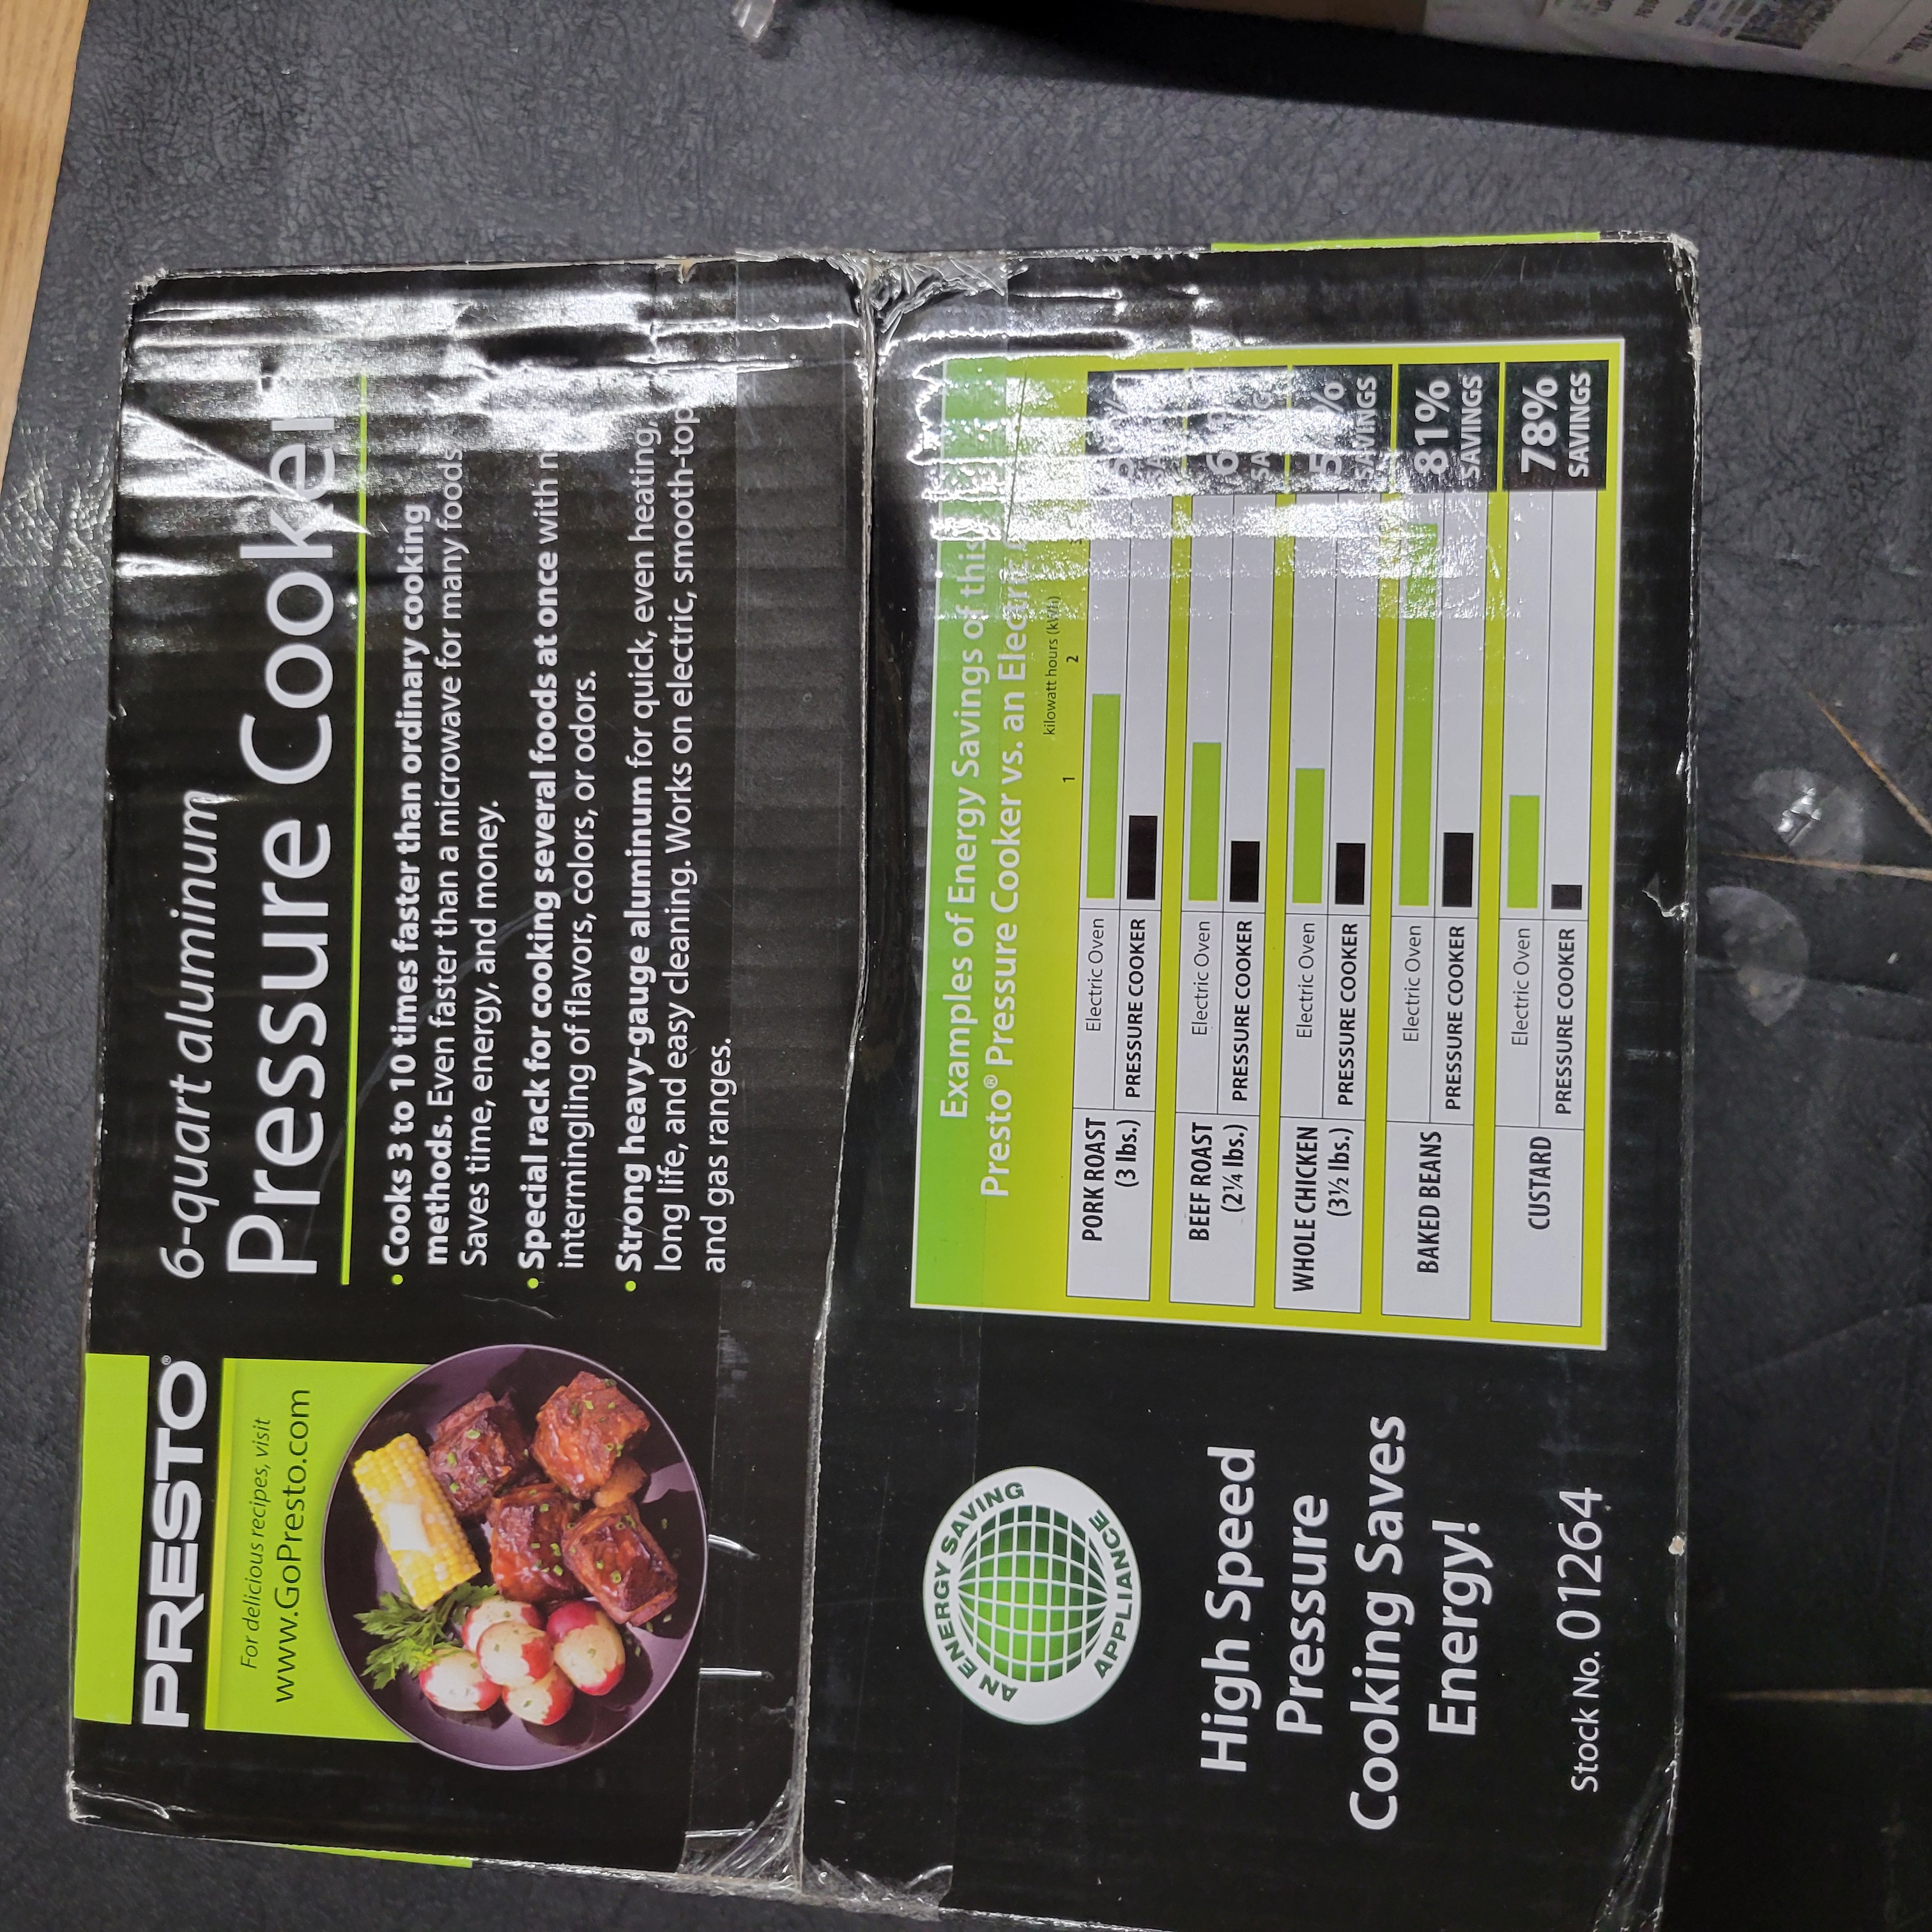 PRESTO®
For delicious recipes, visit
www.GoPresto.com
6-quart aluminum
Pressure Cooker
• Cooks 3 to 10 times faster than ordinary cooking
methods. Even faster than a microwave for many foods
Saves time, energy, and money.
• Special rack for cooking several foods at once with
intermingling of flavors, colors, or odors.
• Strong heavy-gauge aluminum for quick, even heating,
long life, and easy cleaning. Works on electric, smooth-top
and gas ranges.
AN ENERGY SAVING
APPLIANCE
High Speed
Pressure
Cooking Saves
Energy!
Stock No. 01264
Examples of Energy Savings of this
Presto® Pressure Cooker vs. an Electric
kilowatt hours (kWh)
1 2
PORK ROAST
(3 lbs.)
Electric Oven
PRESSURE COOKER
BEEF ROAST
(2¼ lbs.)
Electric Oven
PRESSURE COOKER
WHOLE CHICKEN
(3½ lbs.)
Electric Oven
PRESSURE COOKER
SAVINGS
BAKED BEANS
Electric Oven
PRESSURE COOKER
81%
SAVINGS
CUSTARD
Electric Oven
PRESSURE COOKER
78%
SAVINGS